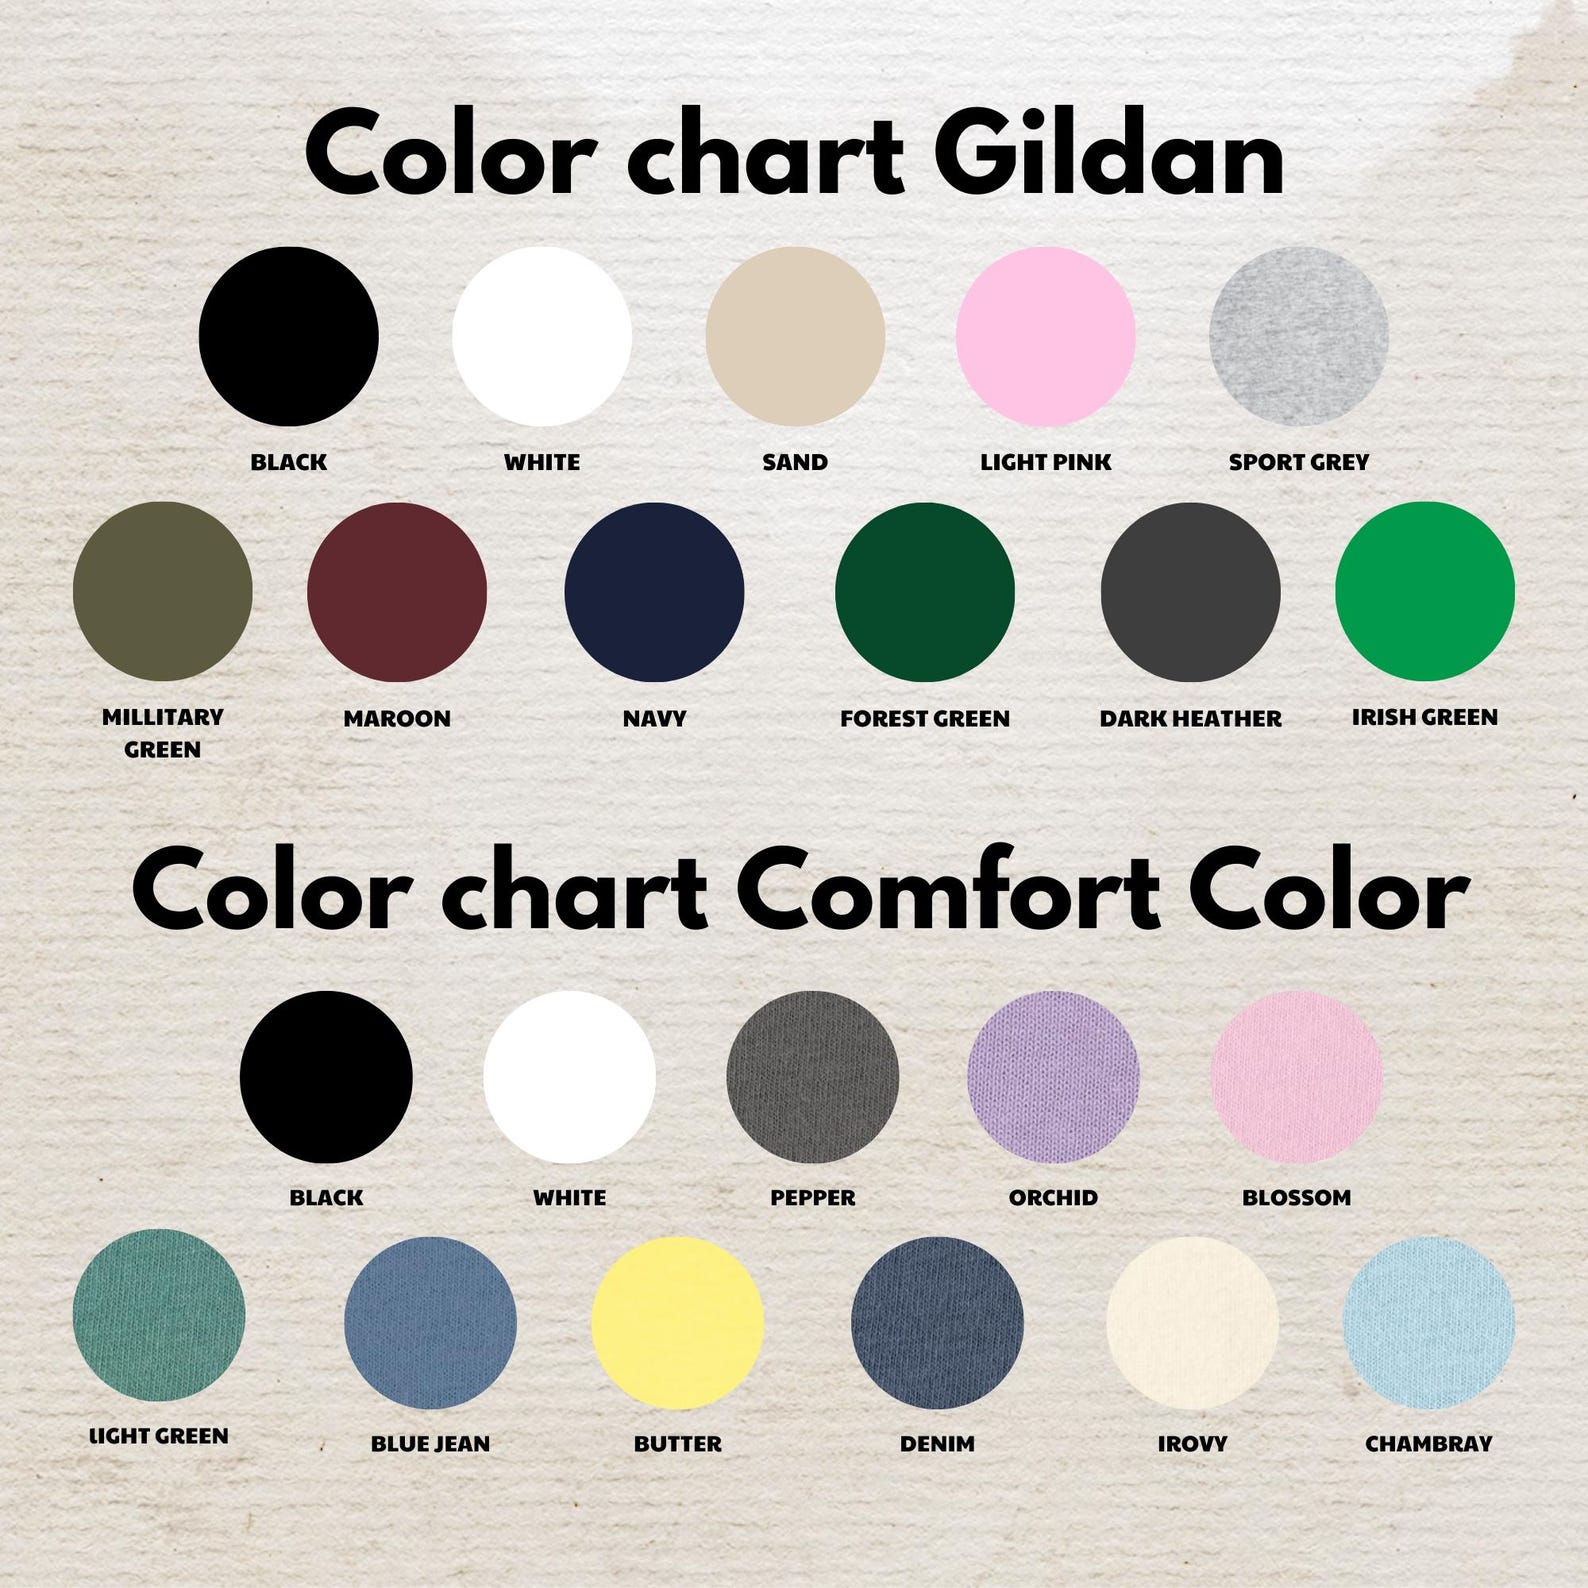 Color chart Gildan
BLACK
WHITE
SAND
LIGHT PINK
SPORT GREY
MILLITARY
GREEN
MAROON
NAVY
FOREST GREEN
DARK HEATHER
IRISH GREEN
Color chart Comfort Color
BLACK
WHITE
PEPPER
ORCHID
BLOSSOM
lIGHT GREEN
BLUE JEAN
BUTTER
DENIM
IROVY
CHAMBRAY